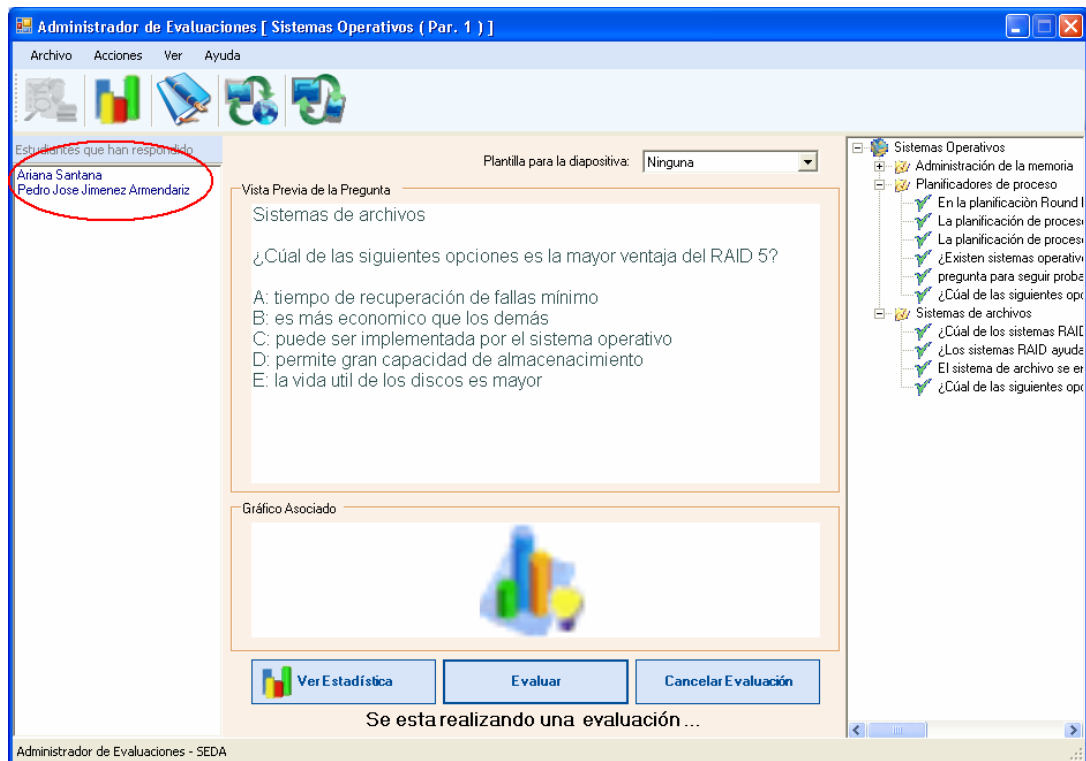 Administrador de Evaluaciones [ Sistemas Operativos ( Par. 1 ) ]
Archivo Acciones Ver Ayuda
Estudiantes que han respondido
Ariana Santana
Pedro Jose Jimenez Armendariz
Plantilla para la diapositiva: Ninguna
Vista Previa de la Pregunta
Sistemas de archivos
¿Cúal de las siguientes opciones es la mayor ventaja del RAID 5?
A: tiempo de recuperación de fallas mínimo
B: es más economico que los demás
C: puede ser implementada por el sistema operativo
D: permite gran capacidad de almacenacimiento
E: la vida util de los discos es mayor
Gráfico Asociado
Ver Estadística Evaluar Cancelar Evaluación
Se esta realizando una evaluación ...
Sistemas Operativos
Administración de la memoria
Planificadores de proceso
En la planificaciòn Round
La planificación de proces
La planificación de proces
¿Existen sistemas operativ
pregunta para seguir proba
¿Cúal de las siguientes opc
Sistemas de archivos
¿Cúal de los sistemas RAID
¿Los sistemas RAID ayuda
El sistema de archivo se en
¿Cúal de las siguientes opc
Administrador de Evaluaciones - SEDA